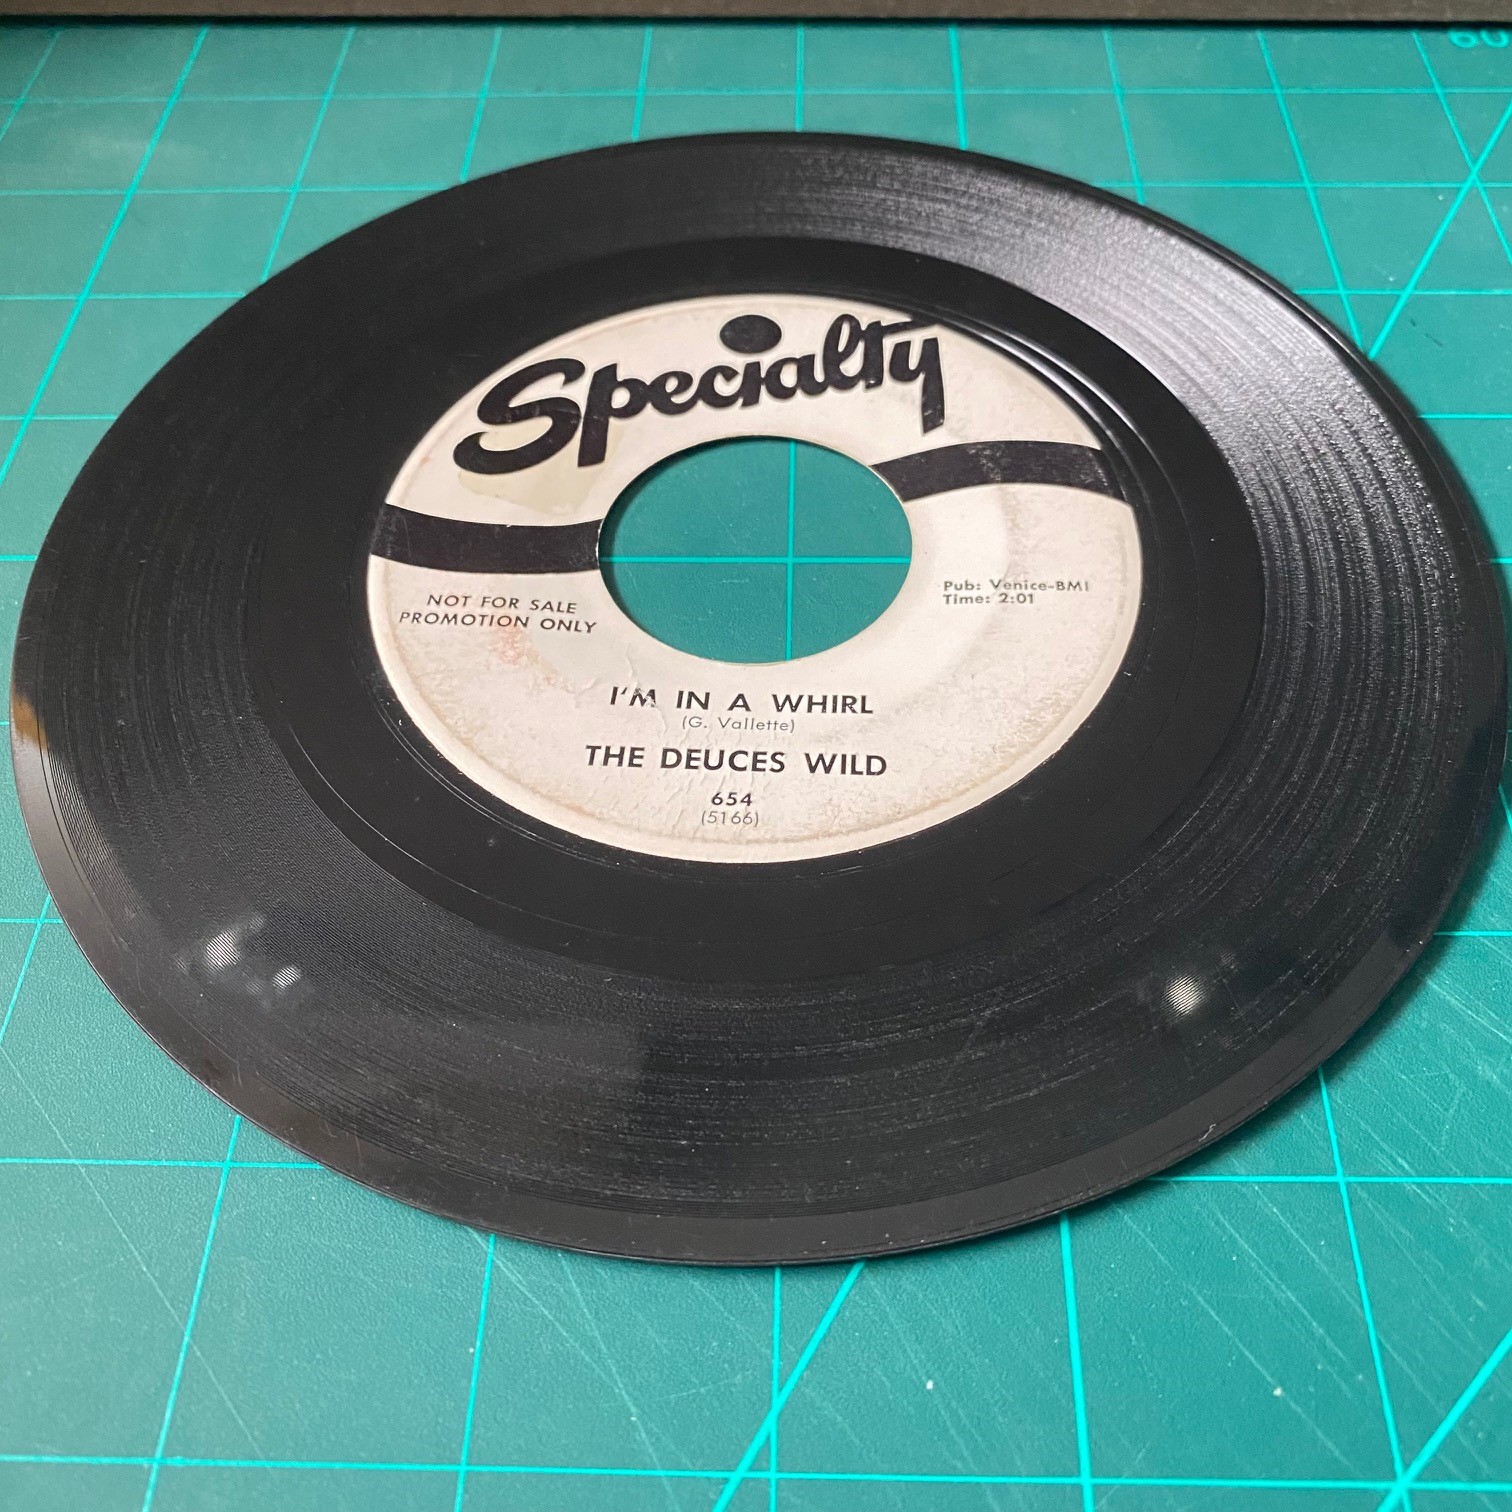 60
Specialty
NOT FOR SALE
PROMOTION ONLY
Pub: Venice-BMI
Time: 2:01
I'M IN A WHIRL
(G. Vallette)
THE DEUCES WILD
654
(5166)